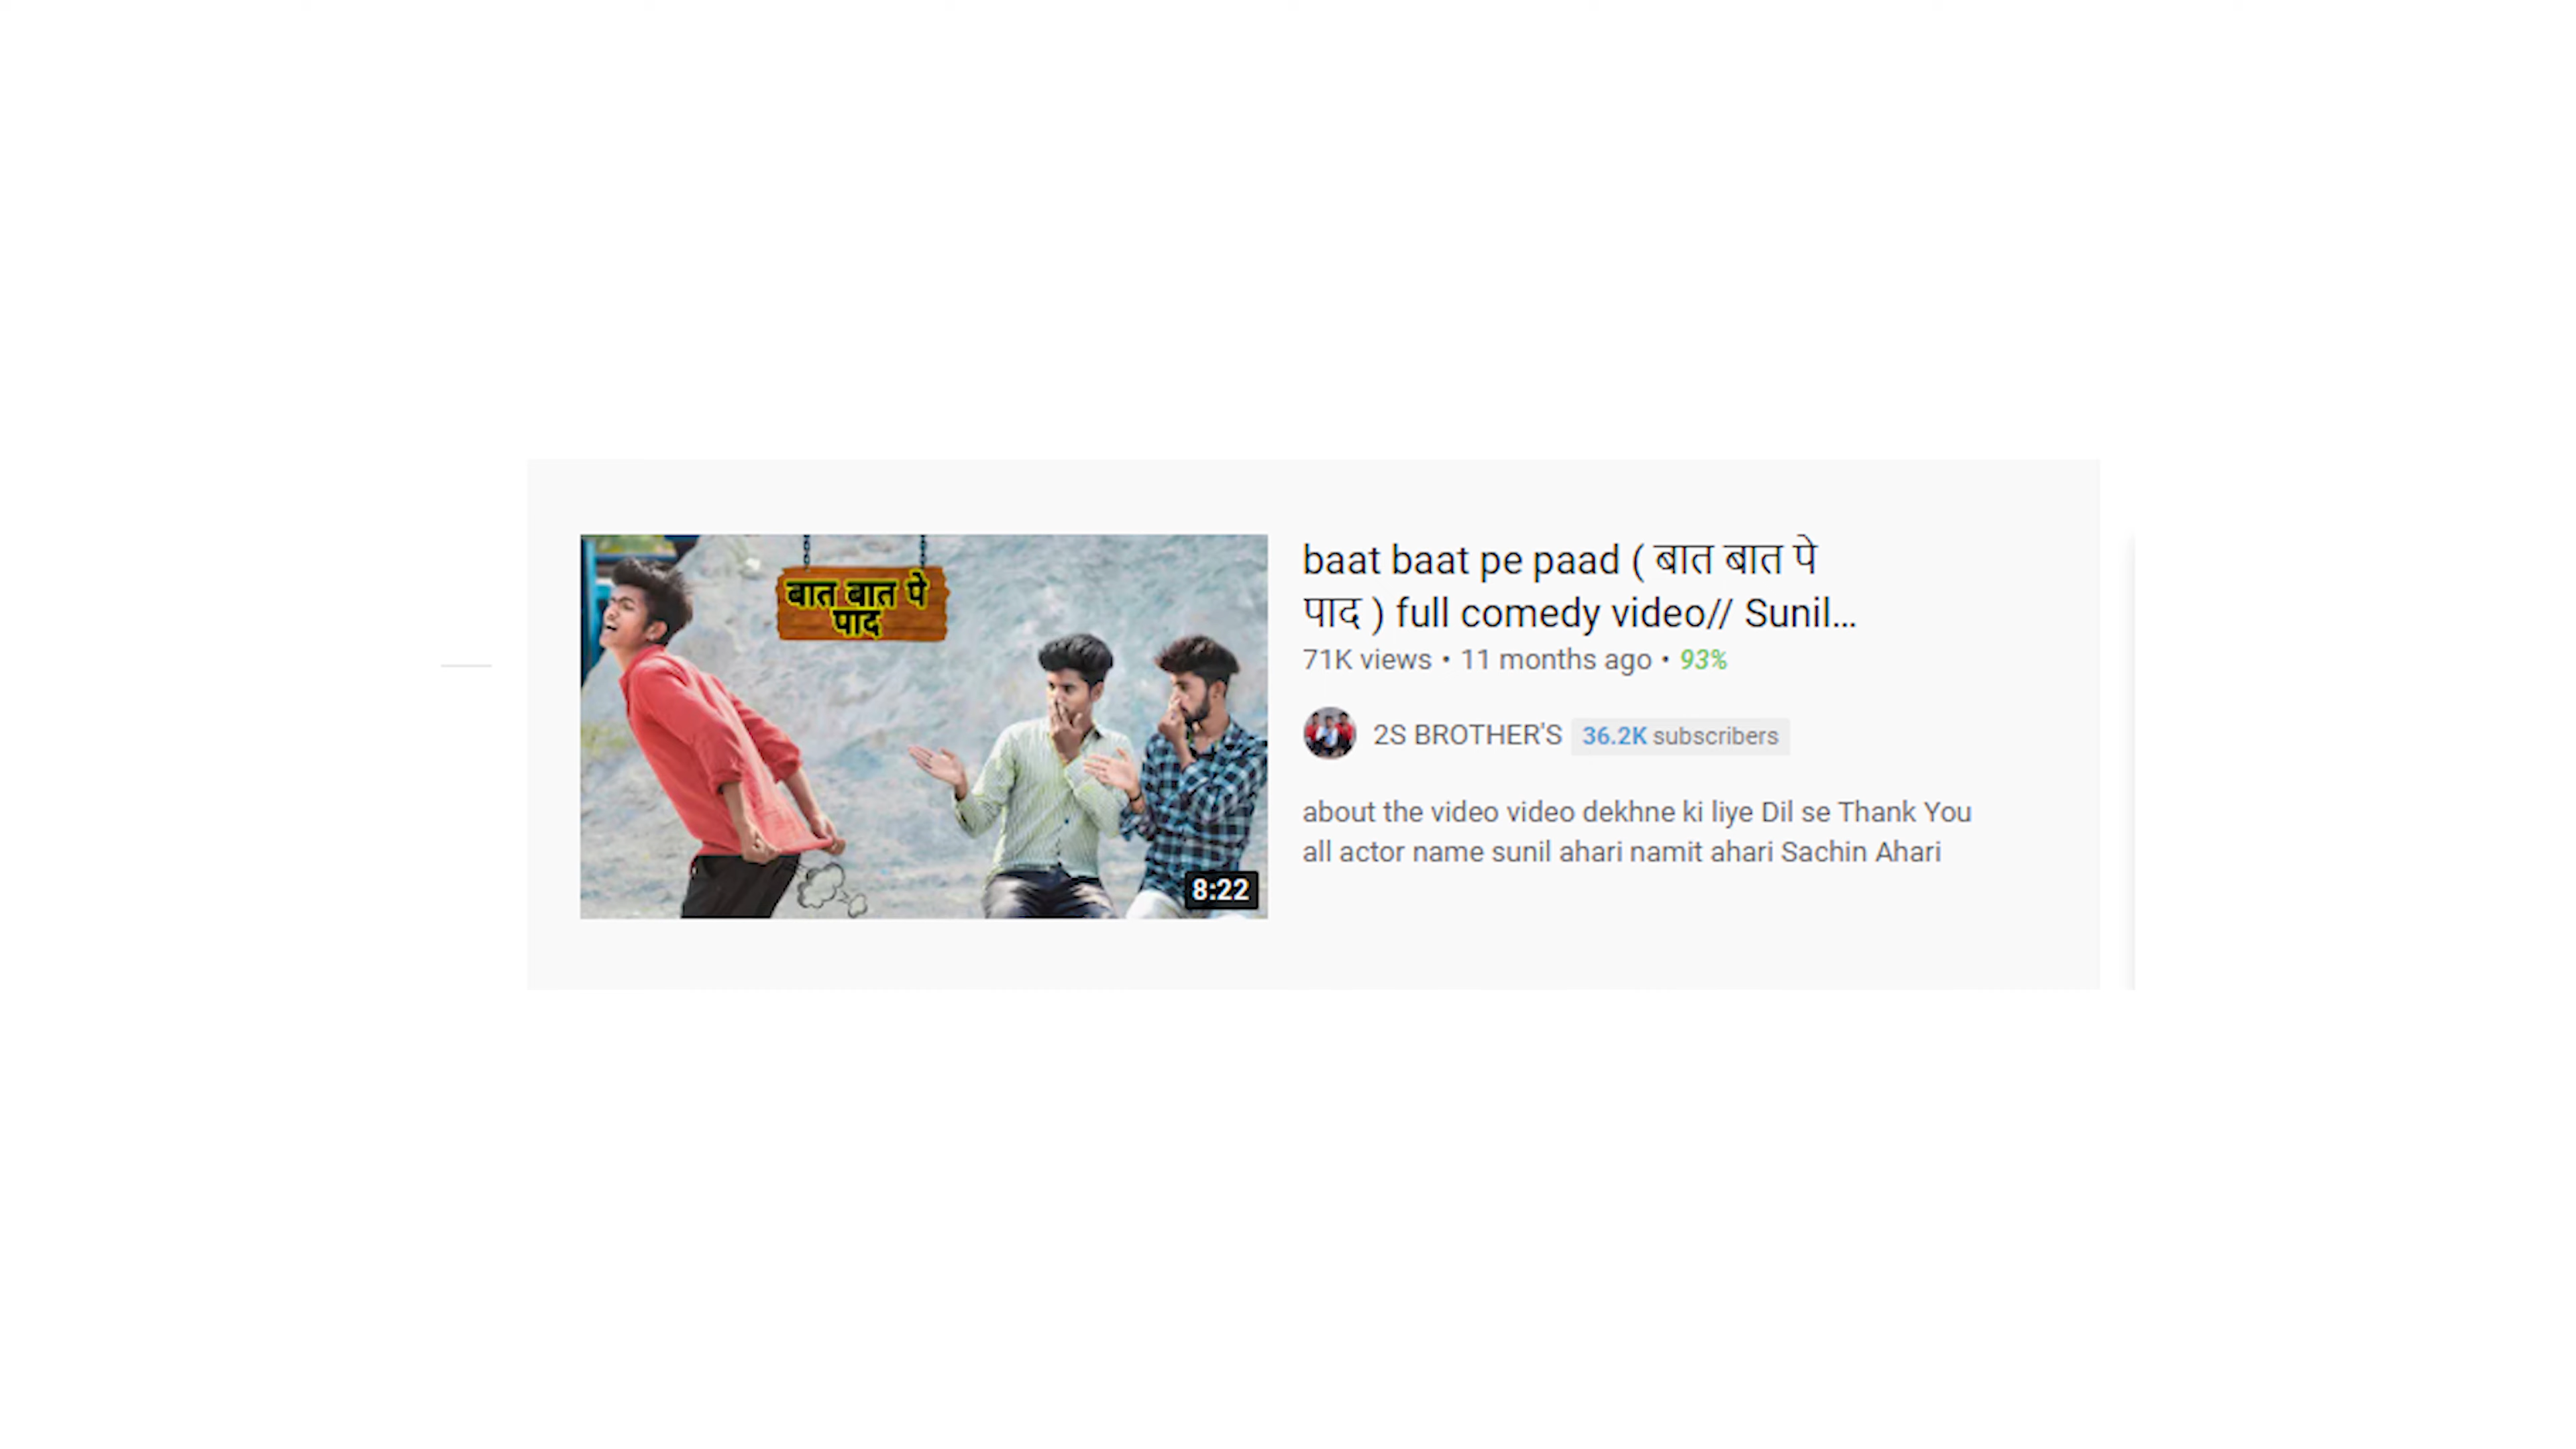 बात बात पे
पाद
8:22
baat baat pe paad ( बात बात पे
पाद ) full comedy video// Sunil...
71K views • 11 months ago • 93%
2S BROTHER'S 36.2K subscribers
about the video video dekhne ki liye Dil se Thank You
all actor name sunil ahari namit ahari Sachin Ahari